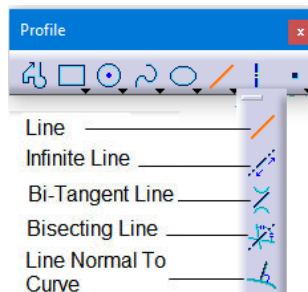 Profile
x
Line
Infinite Line
Bi-Tangent Line
Bisecting Line
Line Normal To
Curve